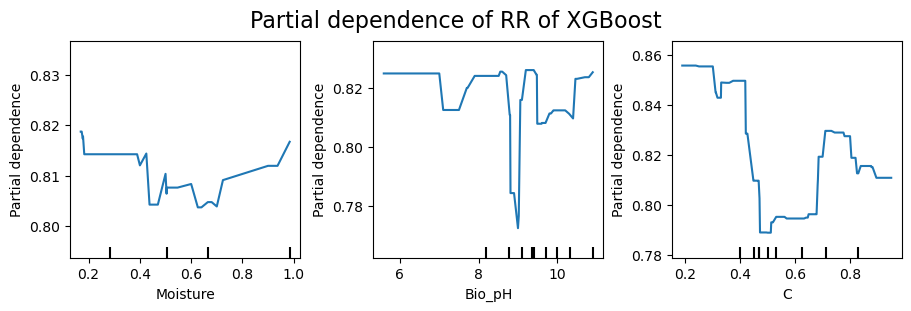 Partial dependence of RR of XGBoost
Partial dependence
0.83
0.82
0.81
0.80
0.2 0.4 0.6 0.8 1.0
Moisture
Partial dependence
0.82
0.80
0.78
6 8 10
Bio_pH
Partial dependence
0.86
0.84
0.82
0.80
0.78
0.2 0.4 0.6 0.8
C